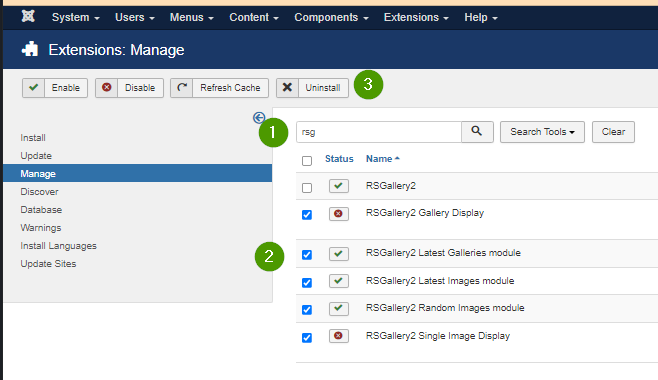 System Users Menus Content Components Extensions Help
Extensions: Manage
Enable Disable Refresh Cache Uninstall 3
1 rsg Search Tools Clear
Install
Update
Manage
Discover
Database
Warnings
Install Languages
Update Sites
Status Name
RSGallery2
RSGallery2 Gallery Display
2 RSGallery2 Latest Galleries module
RSGallery2 Latest Images module
RSGallery2 Random Images module
RSGallery2 Single Image Display